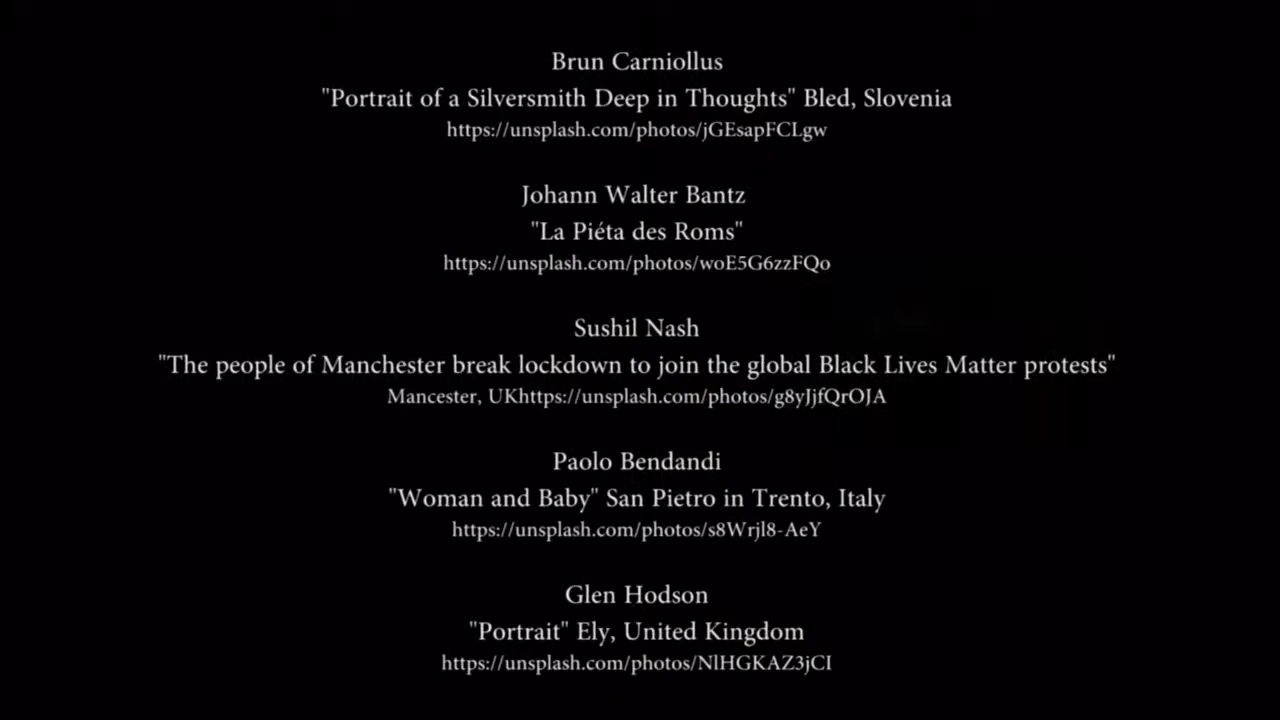 Brun Carniollus
"Portrait of a Silversmith Deep in Thoughts" Bled, Slovenia
https://unsplash.com/photos/jGEsapFCLgw
Johann Walter Bantz
"La Piéta des Roms"
https://unsplash.com/photos/woE5G6zzFQo
Sushil Nash
"The people of Manchester break lockdown to join the global Black Lives Matter protests"
Mancester, UKhttps://unsplash.com/photos/g8yJjfQrOJA
Paolo Bendandi
"Woman and Baby" San Pietro in Trento, Italy
https://unsplash.com/photos/s8Wrjl8-AeY
Glen Hodson
"Portrait" Ely, United Kingdom
https://unsplash.com/photos/NlHGKAZ3jCI